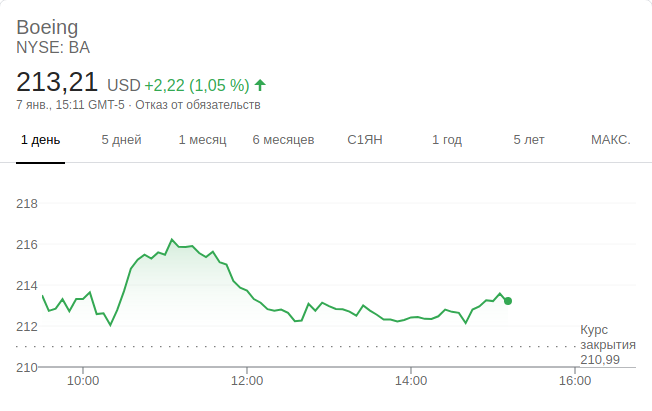 Boeing
NYSE: BA
213,21 USD +2,22 (1,05 %)
7 янв., 15:11 GMT-5 · Отказ от обязательств
1 день 5 дней 1 месяц 6 месяцев С1ЯН 1 год 5 лет МАКС.
218
216
214
212
Курс
закрытия
210,99
210
10:00 12:00 14:00 16:00